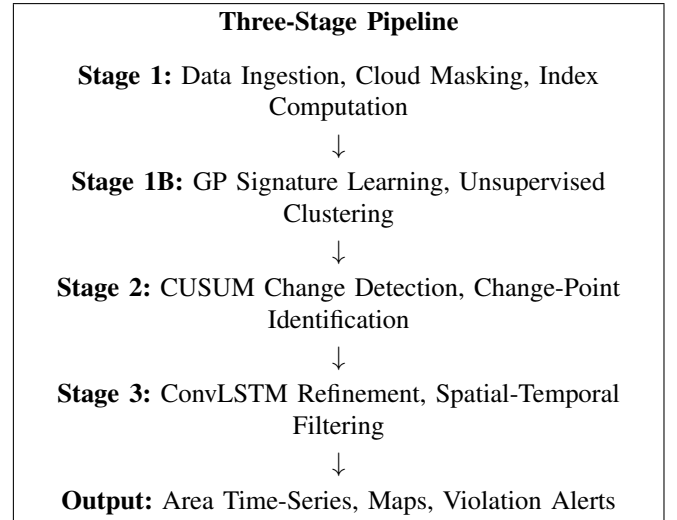 Three-Stage Pipeline
Stage 1: Data Ingestion, Cloud Masking, Index
Computation
↓
Stage 1B: GP Signature Learning, Unsupervised
Clustering
↓
Stage 2: CUSUM Change Detection, Change-Point
Identification
↓
Stage 3: ConvLSTM Refinement, Spatial-Temporal
Filtering
↓
Output: Area Time-Series, Maps, Violation Alerts